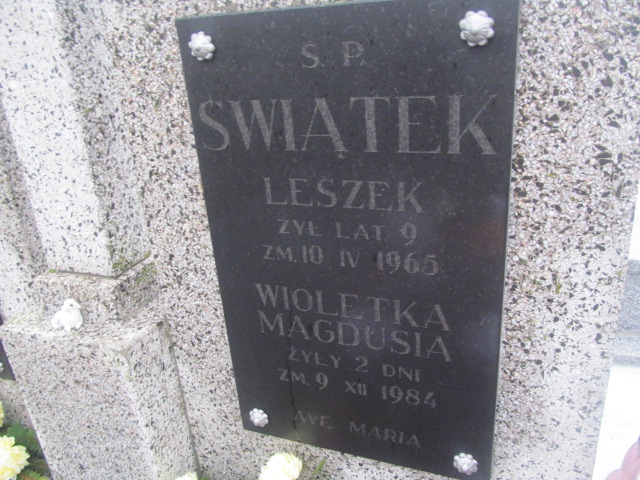 S. P.
ŚWIĄTEK
LESZEK
ŻYŁ LAT 9
ZM. 10 IV 1965
WIOLETKA
MAGDUSIA
ŻYŁY 2 DNI
ZM. 9 XII 1984
AVE MARIA